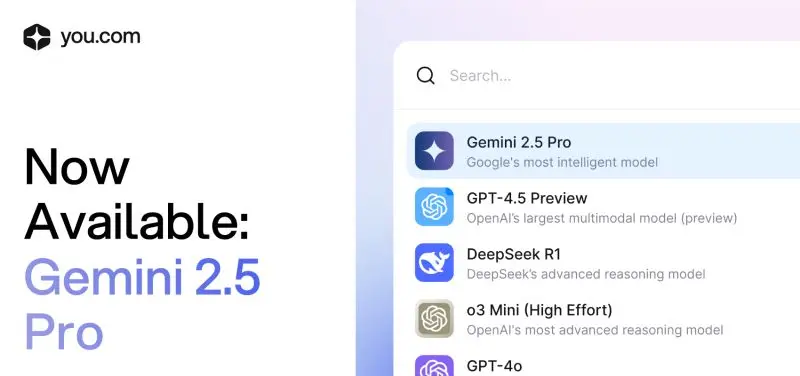 you.com
Now
Available:
Gemini 2.5
Pro
Search...
Gemini 2.5 Pro
Google's most intelligent model
GPT-4.5 Preview
OpenAI's largest multimodal model (preview)
DeepSeek R1
DeepSeek's advanced reasoning model
o3 Mini (High Effort)
OpenAI's most advanced reasoning model
GPT-4o